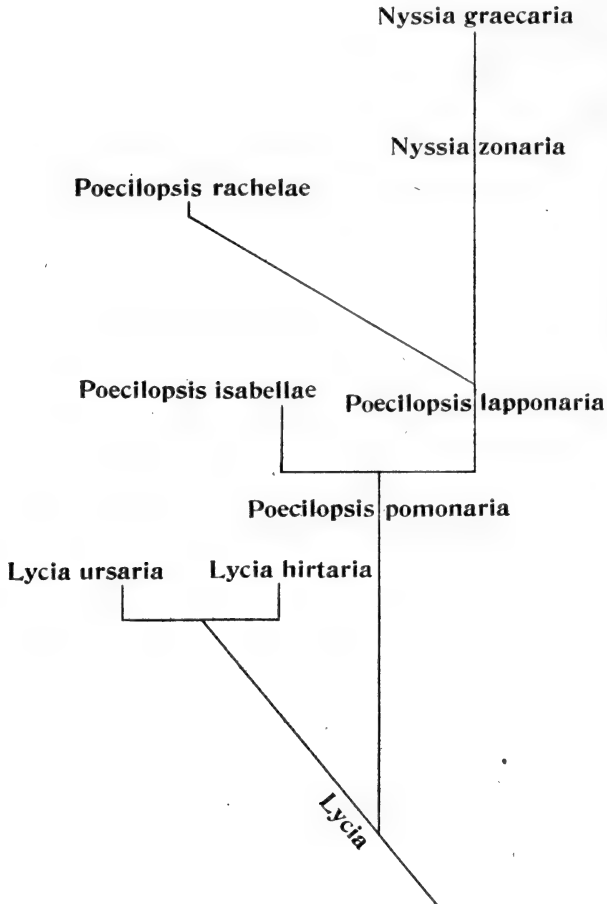 Nyssia graecaria
Nyssia zonaria
Poecilopsis rachelae
Poecilopsis isabellae
Poecilopsis lapponaria
Poecilopsis pomonaria
Lycia ursaria
Lycia hirtaria
Lycia